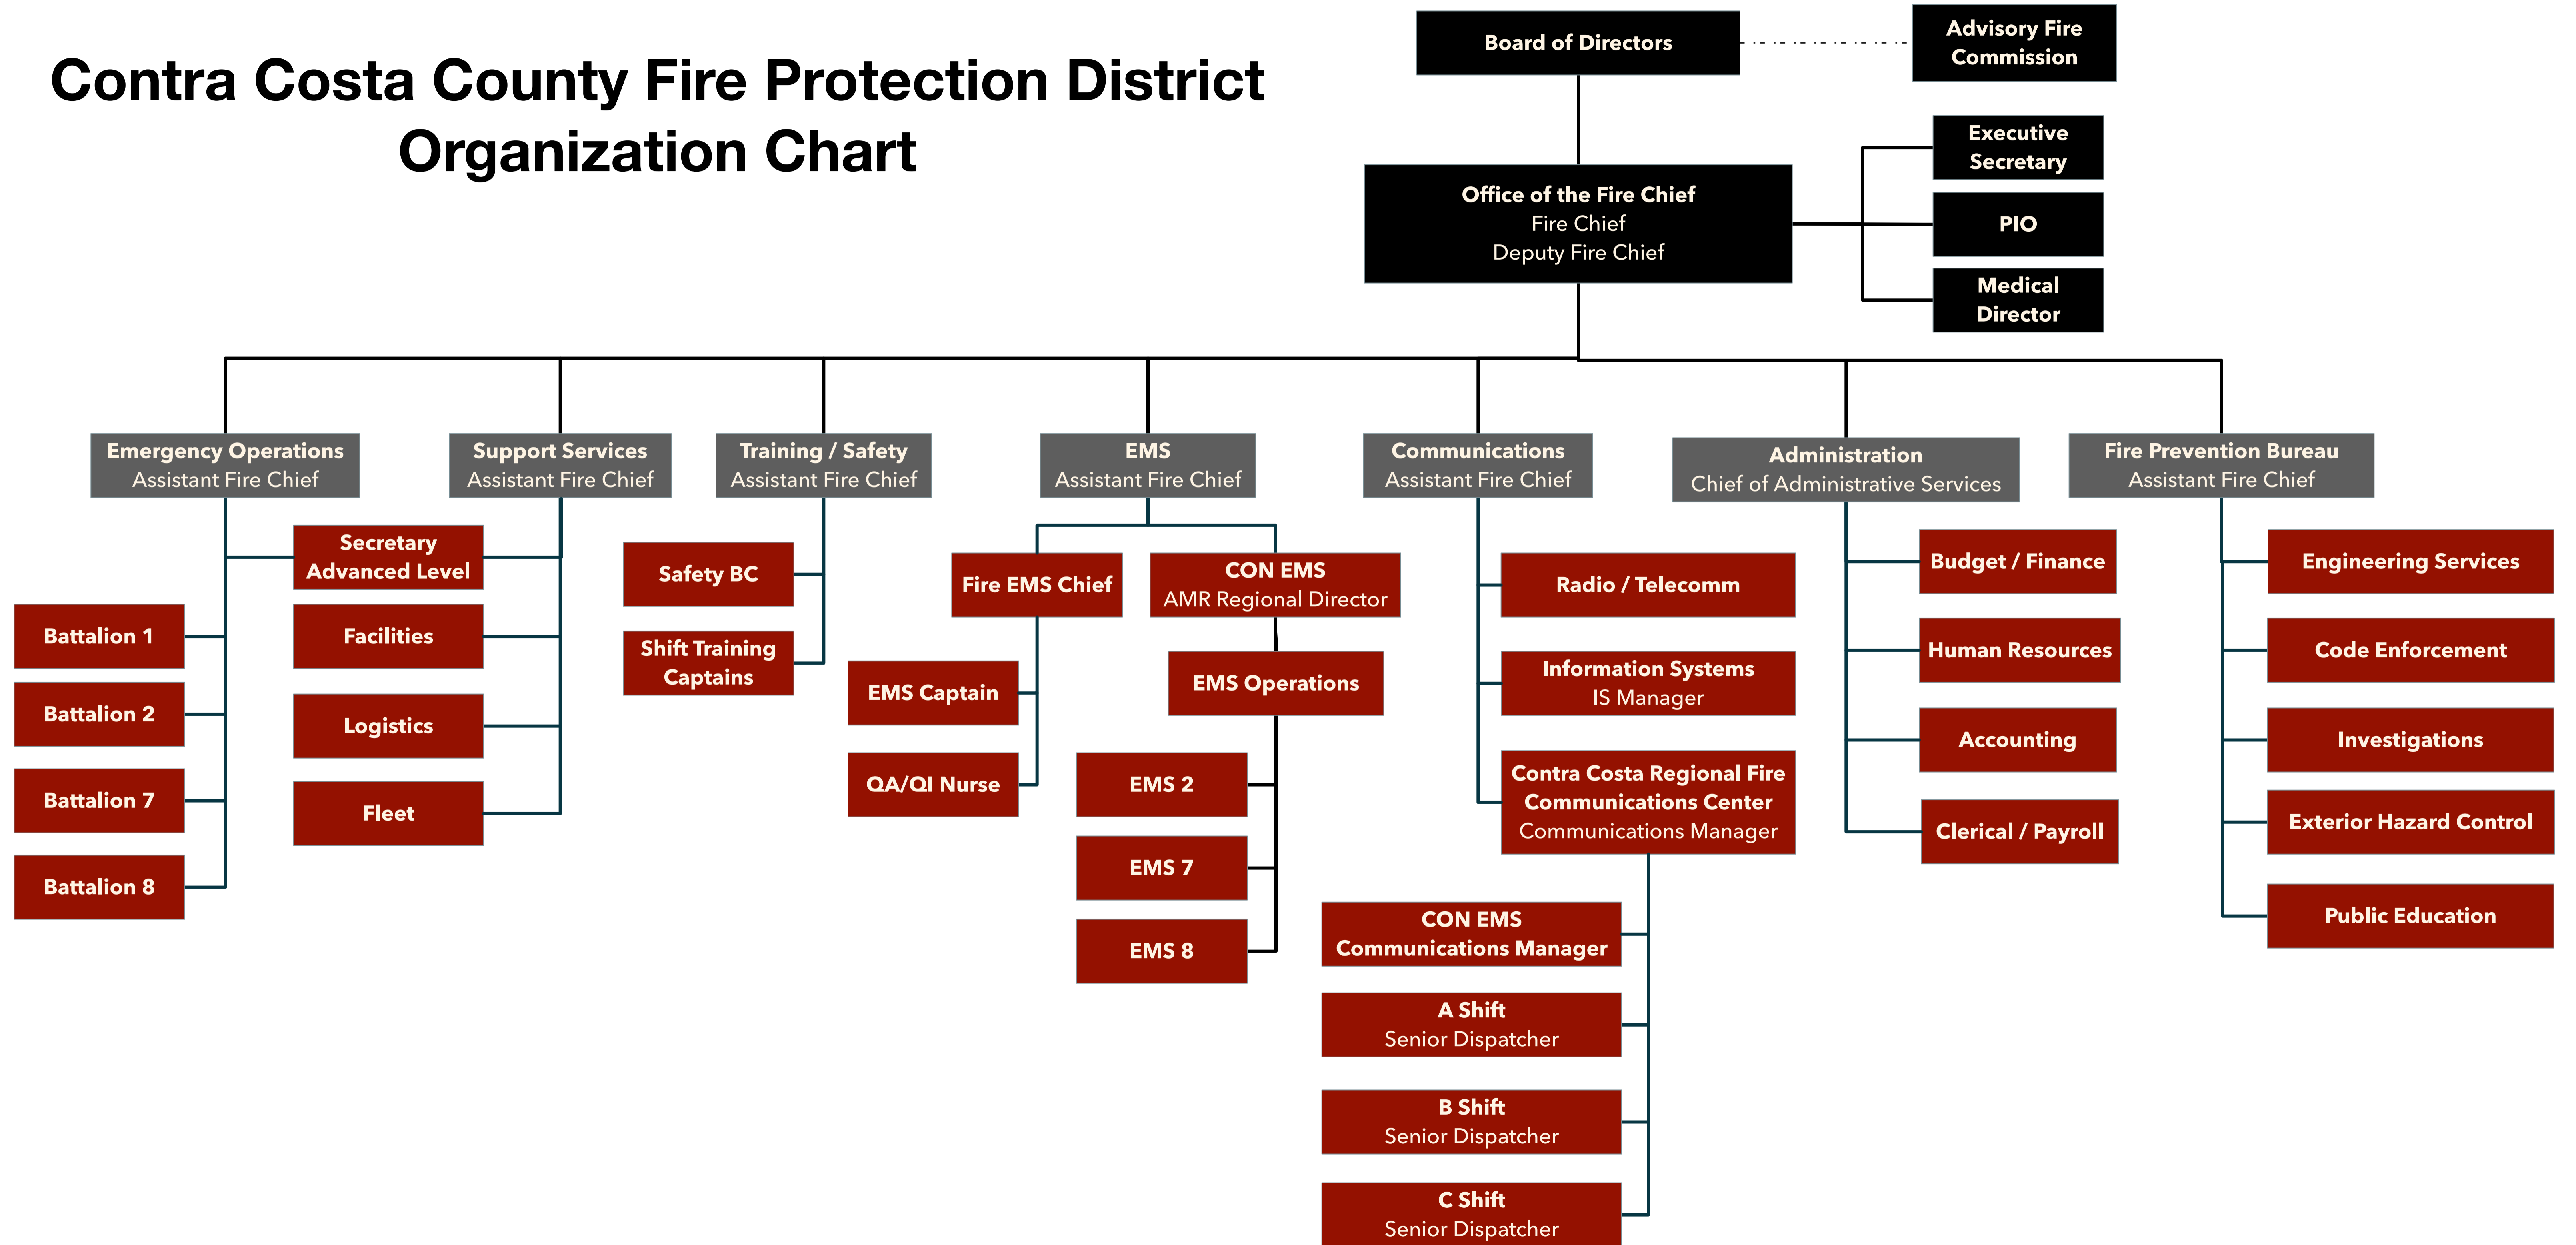 Contra Costa County Fire Protection District
Organization Chart
Board of Directors
Advisory Fire
Commission
Office of the Fire Chief
Fire Chief
Deputy Fire Chief
Executive
Secretary
PIO
Medical
Director
Emergency Operations
Assistant Fire Chief
Support Services
Assistant Fire Chief
Training / Safety
Assistant Fire Chief
EMS
Assistant Fire Chief
Communications
Assistant Fire Chief
Administration
Chief of Administrative Services
Fire Prevention Bureau
Assistant Fire Chief
Secretary
Advanced Level
Battalion 1
Battalion 2
Battalion 7
Battalion 8
Facilities
Logistics
Fleet
Safety BC
Shift Training
Captains
Fire EMS Chief
EMS Captain
QA/QI Nurse
CON EMS
AMR Regional Director
EMS Operations
EMS 2
EMS 7
EMS 8
Radio / Telecomm
Information Systems
IS Manager
Contra Costa Regional Fire
Communications Center
Communications Manager
CON EMS
Communications Manager
A Shift
Senior Dispatcher
B Shift
Senior Dispatcher
C Shift
Senior Dispatcher
Budget / Finance
Human Resources
Accounting
Clerical / Payroll
Engineering Services
Code Enforcement
Investigations
Exterior Hazard Control
Public Education